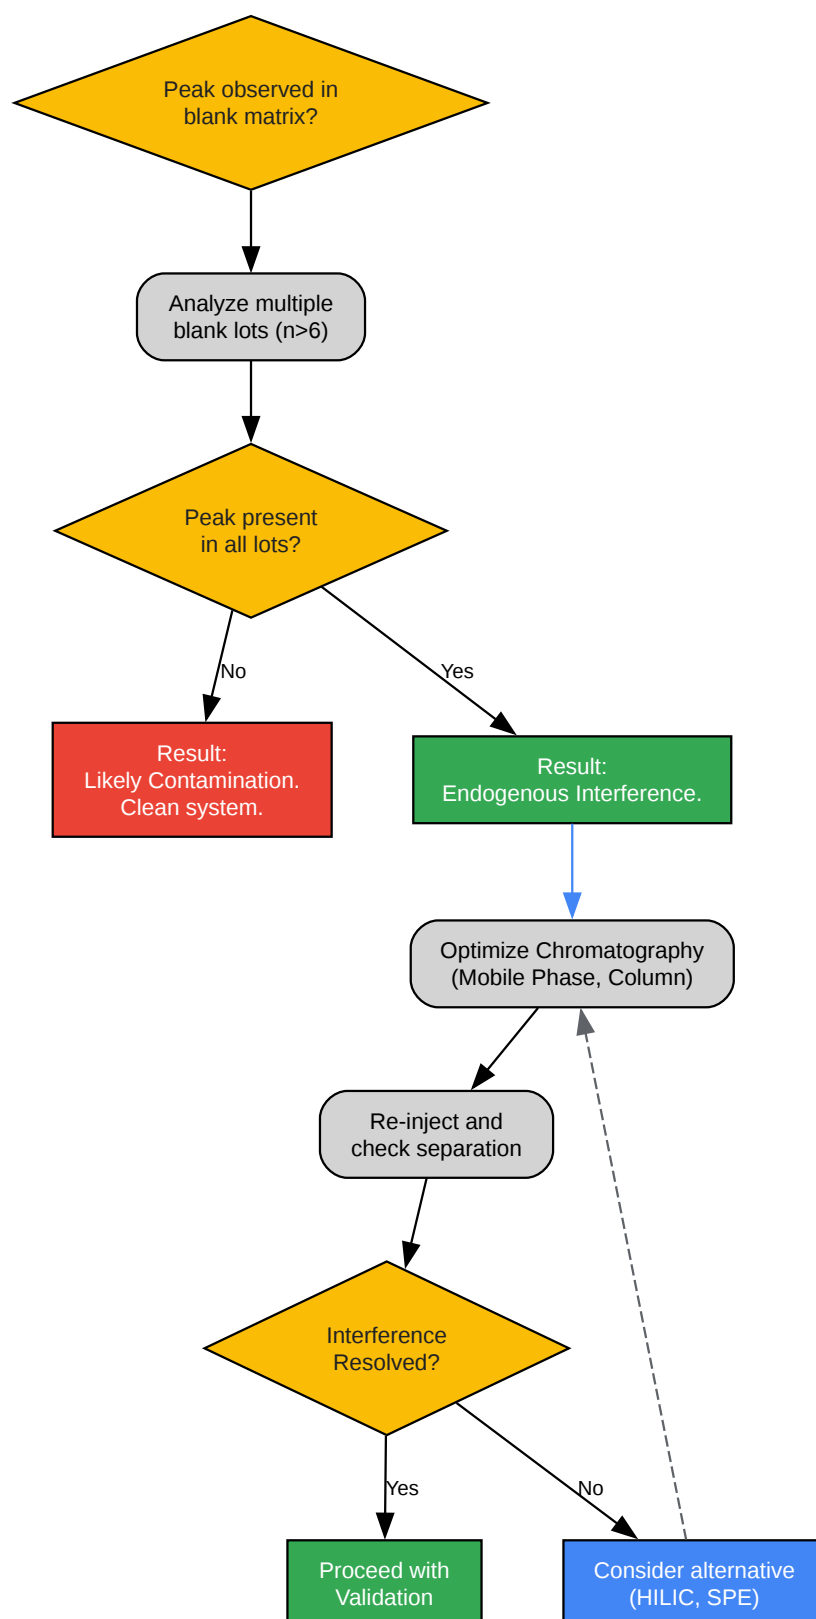 Peak observed in
blank matrix?
Analyze multiple
blank lots (n>6)
Peak present
in all lots?
No
Yes
Result:
Likely Contamination.
Clean system.
Result:
Endogenous Interference.
Optimize Chromatography
(Mobile Phase, Column)
Re-inject and
check separation
Interference
Resolved?
Yes
No
Proceed with
Validation
Consider alternative
(HILIC, SPE)